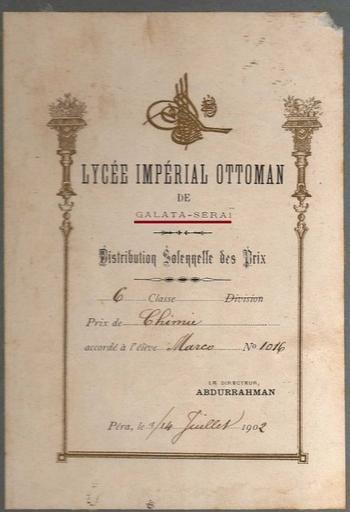 LYCÉE IMPÉRIAL OTTOMAN
DE
GALATA-SERAÏ
Distribution Solennelle des Prix
6 Classe Division
Prix de Chimie
accordé à l'élève Marco No 1016
LE DIRECTEUR,
ABDURRAHMAN
Péra, le 1/14 Juillet 1902